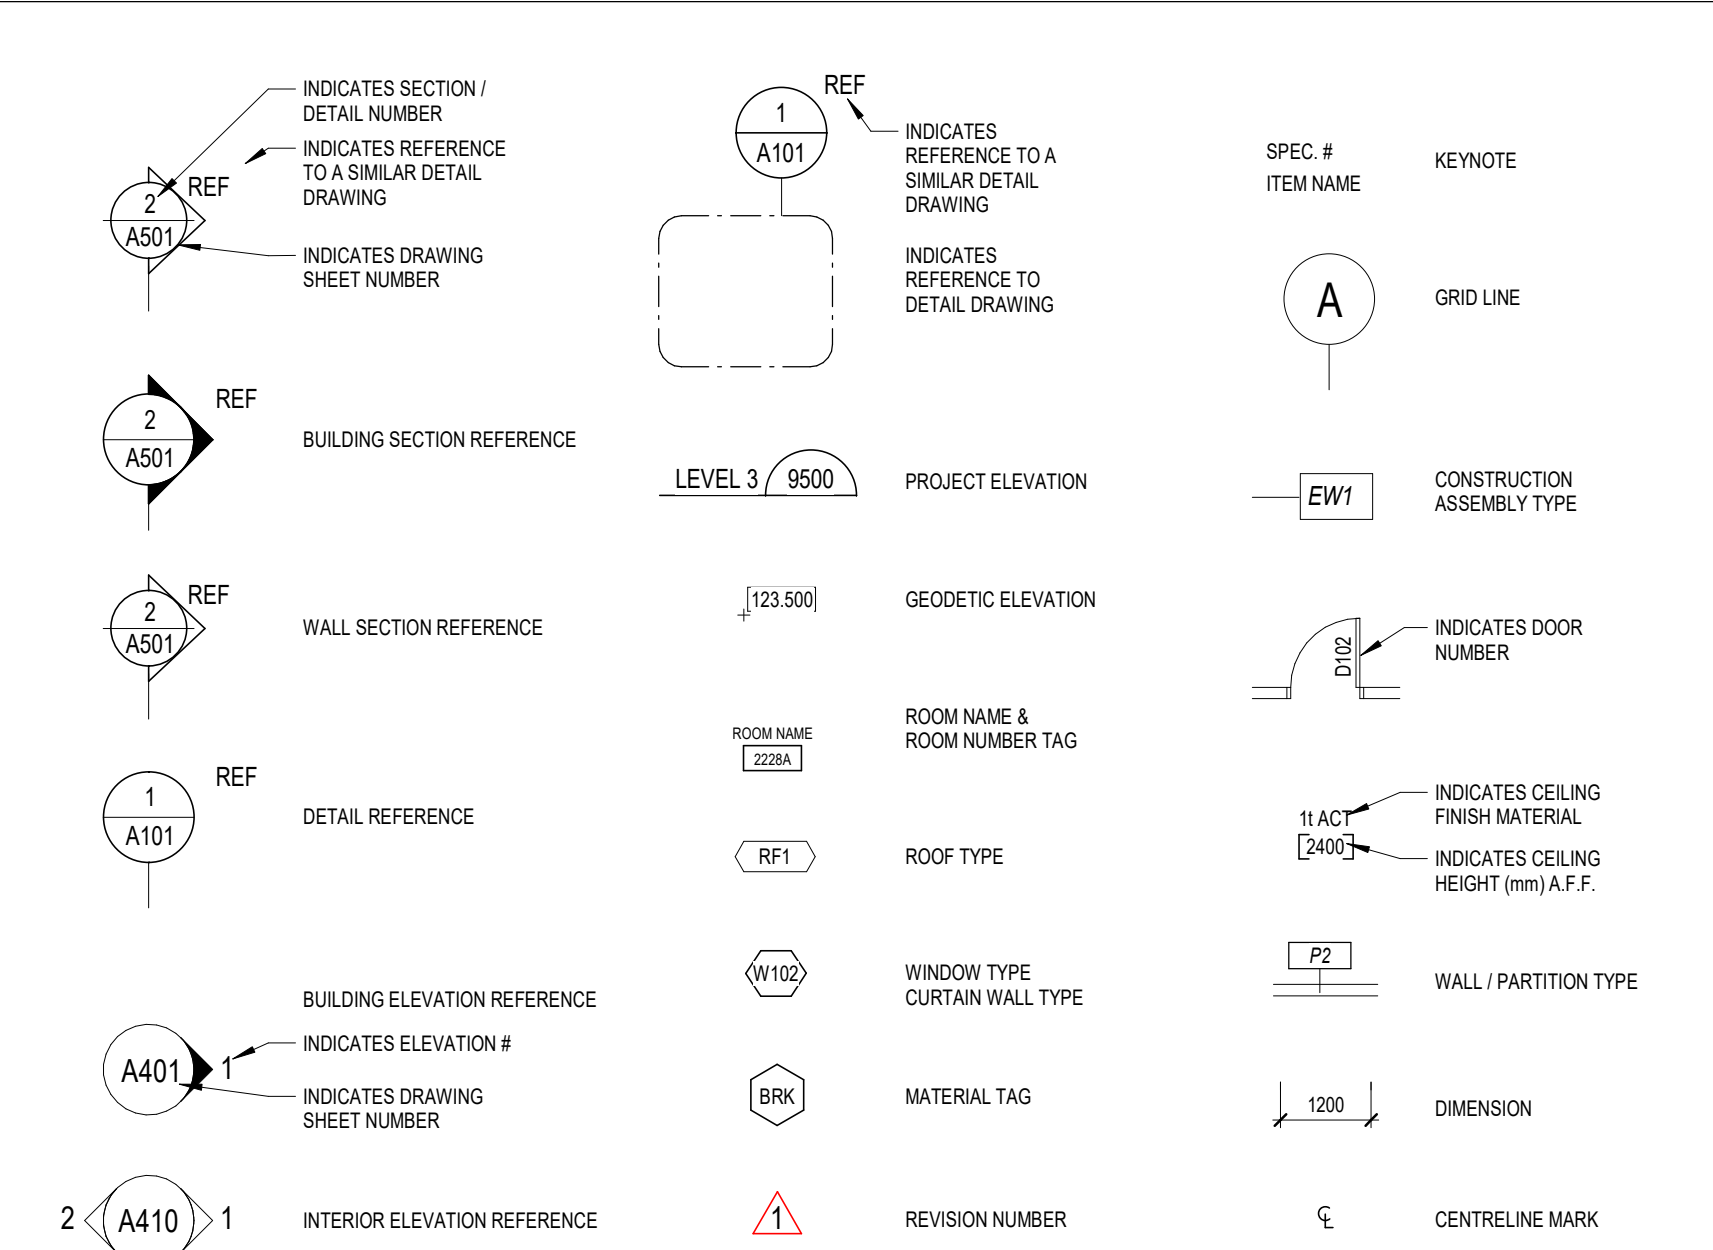 INDICATES SECTION /
DETAIL NUMBER
INDICATES REFERENCE
TO A SIMILAR DETAIL
DRAWING
REF
2
A501
INDICATES DRAWING
SHEET NUMBER
REF
2
A501
BUILDING SECTION REFERENCE
REF
2
A501
WALL SECTION REFERENCE
REF
1
A101
DETAIL REFERENCE
BUILDING ELEVATION REFERENCE
INDICATES ELEVATION #
A401
1
INDICATES DRAWING
SHEET NUMBER
2
A410
1
INTERIOR ELEVATION REFERENCE
REF
1
A101
INDICATES
REFERENCE TO A
SIMILAR DETAIL
DRAWING
INDICATES
REFERENCE TO
DETAIL DRAWING
LEVEL 3
9500
PROJECT ELEVATION
123.500
GEODETIC ELEVATION
ROOM NAME
2228A
ROOM NAME &
ROOM NUMBER TAG
RF1
ROOF TYPE
W102
WINDOW TYPE
CURTAIN WALL TYPE
BRK
MATERIAL TAG
1
REVISION NUMBER
SPEC. #
ITEM NAME
KEYNOTE
A
GRID LINE
EW1
CONSTRUCTION
ASSEMBLY TYPE
D102
INDICATES DOOR
NUMBER
1t ACT
[2400]
INDICATES CEILING
FINISH MATERIAL
INDICATES CEILING
HEIGHT (mm) A.F.F.
P2
WALL / PARTITION TYPE
1200
DIMENSION
℄
CENTRELINE MARK